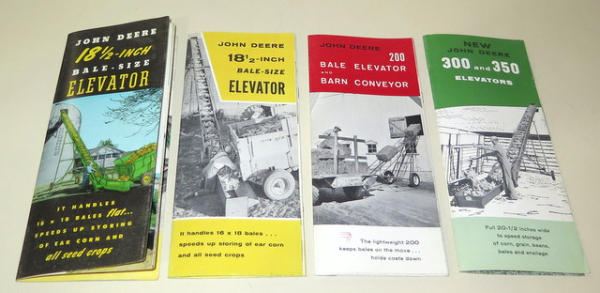 JOHN DEERE
18½-INCH
BALE-SIZE
ELEVATOR
IT HANDLES
16 x 18 BALES flat...
SPEEDS UP STORING
OF EAR CORN AND
all seed crops
JOHN DEERE
18½-INCH
BALE-SIZE
ELEVATOR
It handles 16 x 18 bales . . .
speeds up storing of ear corn
and all seed crops
JOHN DEERE
200
BALE ELEVATOR
AND
BARN CONVEYOR
The lightweight 200
keeps bales on the move . . .
holds costs down
NEW
JOHN DEERE
300 and 350
ELEVATORS
Full 20-1/2 inches wide
to speed storage
of corn, grain, beans,
bales and ensilage